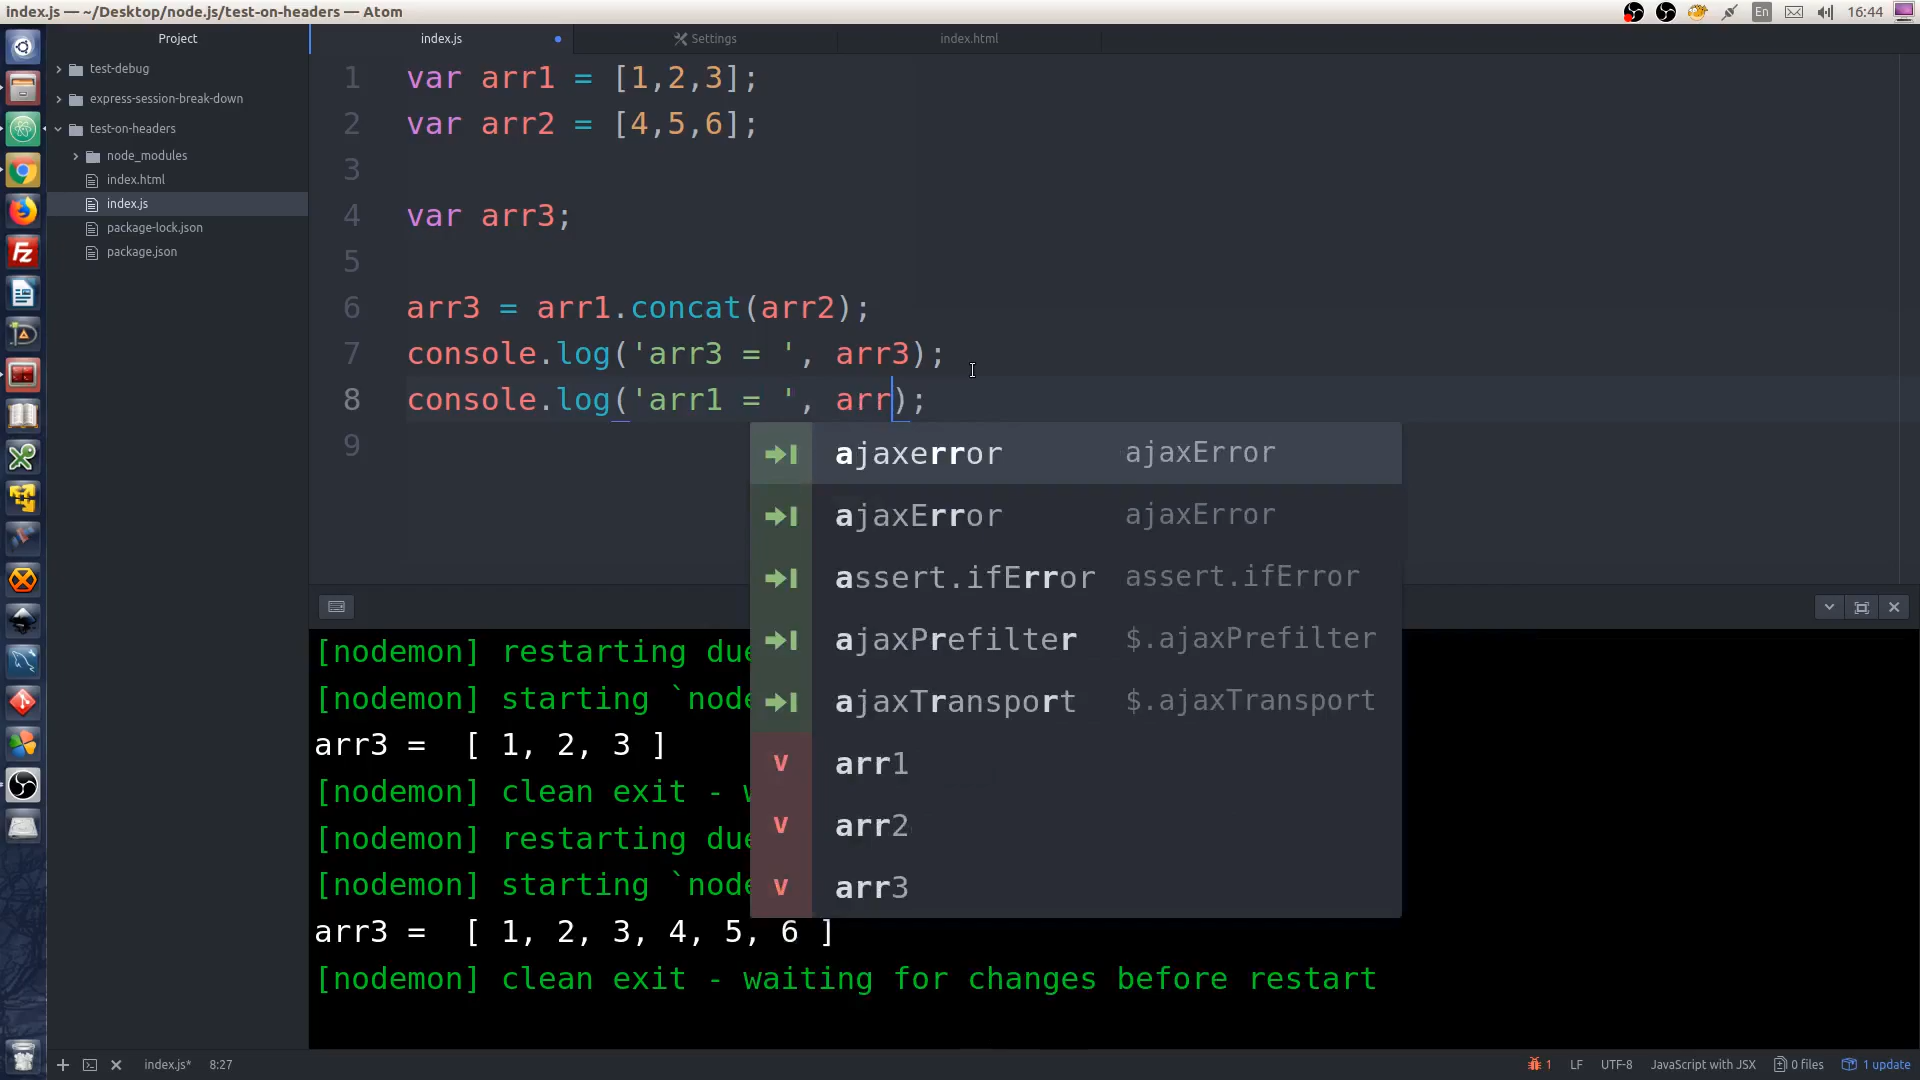 index.js — ~/Desktop/node.js/test-on-headers — Atom
En
16:44
Project
index.js
Settings
index.html
test-debug
express-session-break-down
test-on-headers
node_modules
index.html
index.js
package-lock.json
package.json
1 var arr1 = [1,2,3];
2 var arr2 = [4,5,6];
3
4 var arr3;
5
6 arr3 = arr1.concat(arr2);
7 console.log('arr3 = ', arr3);
8 console.log('arr1 = ', arr);
9
ajaxerror ajaxError
ajaxError ajaxError
assert.ifError assert.ifError
ajaxPrefilter $.ajaxPrefilter
ajaxTransport $.ajaxTransport
v arr1
v arr2
v arr3
[nodemon] restarting due
[nodemon] starting `node
arr3 =  [ 1, 2, 3 ]
[nodemon] clean exit -
[nodemon] restarting due
[nodemon] starting `node
arr3 =  [ 1, 2, 3, 4, 5, 6 ]
[nodemon] clean exit - waiting for changes before restart
index.js* 8:27
1 LF UTF-8 JavaScript with JSX 0 files 1 update
Fz